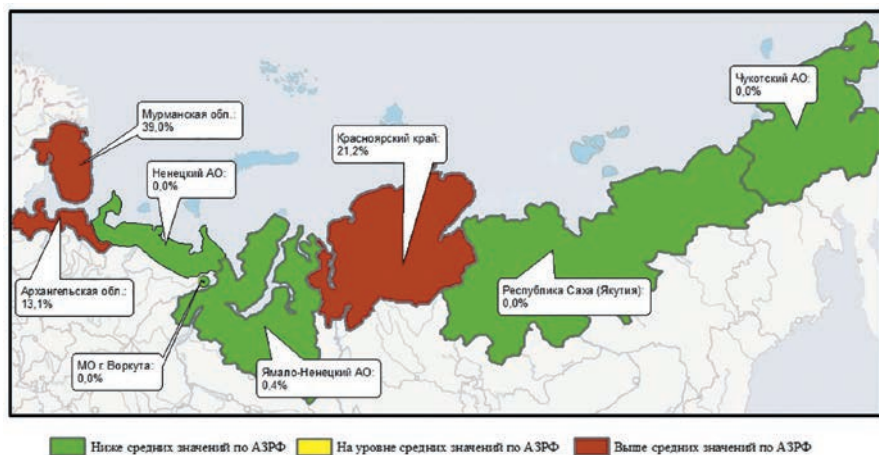 Чукотский АО:
0,0%
Мурманская обл.:
39,0%
Красноярский край:
21,2%
Ненецкий АО:
0,0%
Архангельская обл.:
13,1%
Республика Саха (Якутия):
0,0%
МО г. Воркута:
0,0%
Ямало-Ненецкий АО:
0,4%
Ниже средних значений по АЗРФ
На уровне средних значений по АЗРФ
Выше средних значений по АЗРФ